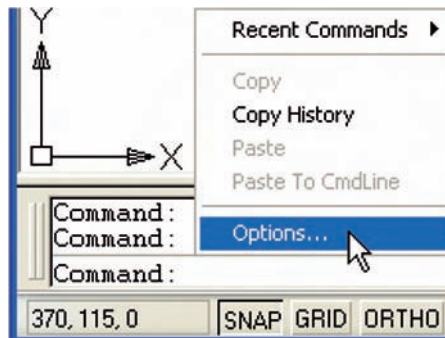 Y
Recent Commands
Copy
Copy History
X
Paste
Paste To CmdLine
Command:
Command:
Options...
Command:
370, 115, 0 SNAP GRID ORTHO